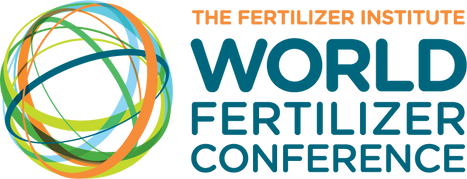 THE FERTILIZER INSTITUTE
WORLD
FERTILIZER
CONFERENCE